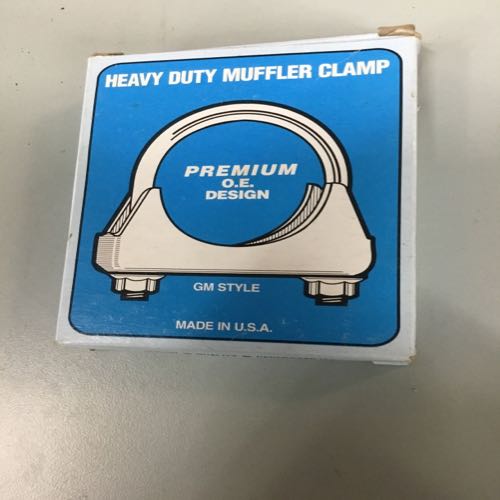 HEAVY DUTY MUFFLER CLAMP
PREMIUM
O.E.
DESIGN
GM STYLE
MADE IN U.S.A.